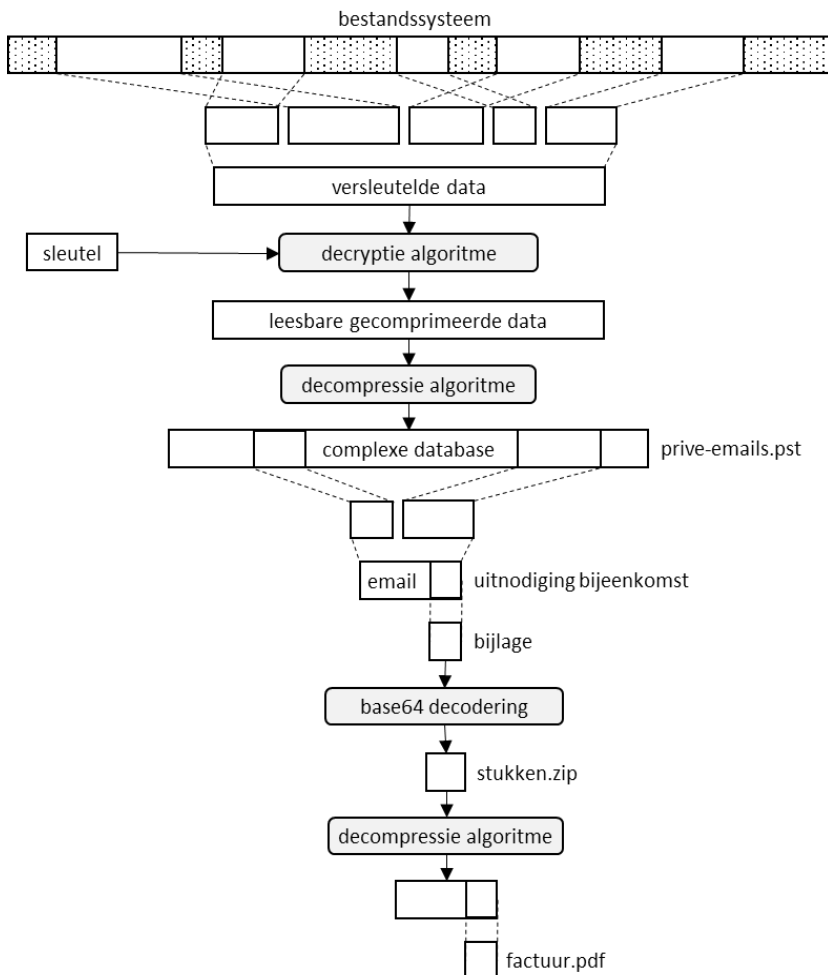 bestandssysteem
versleutelde data
sleutel
decryptie algoritme
leesbare gecomprimeerde data
decompressie algoritme
complexe database
prive-emails.pst
email
uitnodiging bijeenkomst
bijlage
base64 decodering
stukken.zip
decompressie algoritme
factuur.pdf